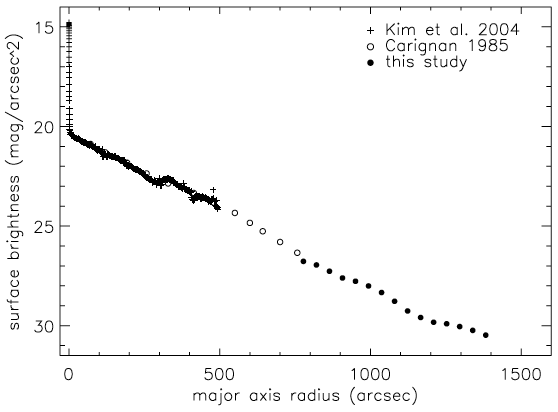 15
20
25
30
surface brightness (mag/arcsec^2)
+ Kim et al. 2004
○ Carignan 1985
● this study
0 500 1000 1500
major axis radius (arcsec)